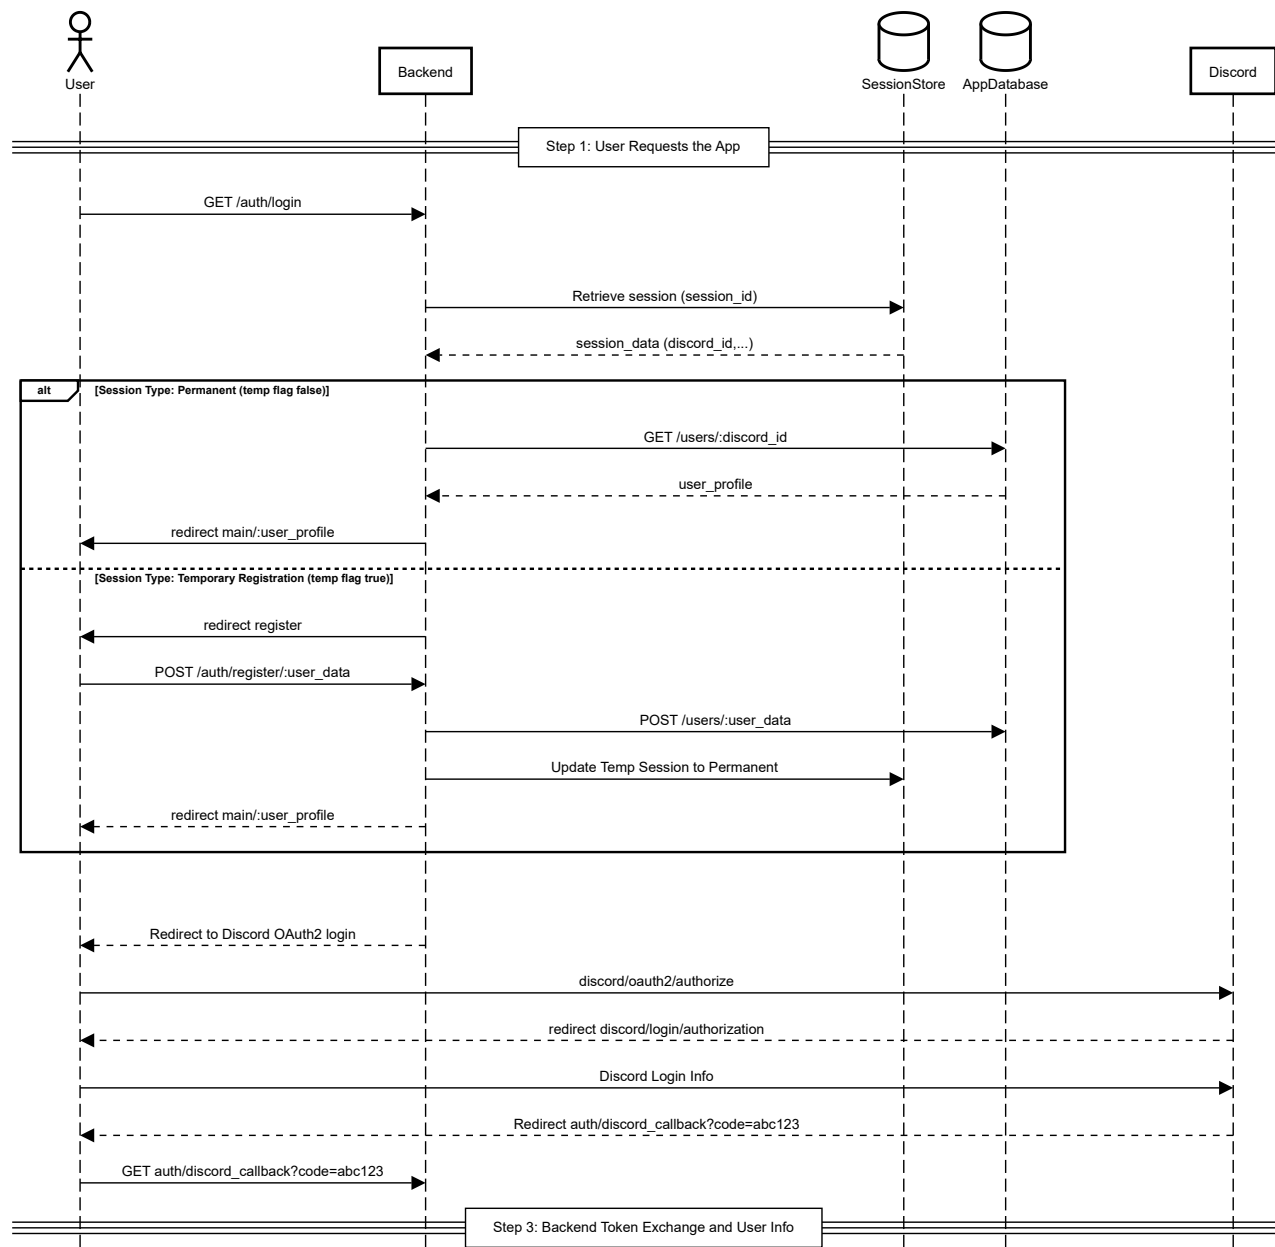 User
Backend
SessionStore
AppDatabase
Discord
Step 1: User Requests the App
GET /auth/login
Retrieve session (session_id)
session_data (discord_id,...)
alt
[Session Type: Permanent (temp flag false)]
GET /users/:discord_id
user_profile
redirect main/:user_profile
[Session Type: Temporary Registration (temp flag true)]
redirect register
POST /auth/register/:user_data
POST /users/:user_data
Update Temp Session to Permanent
redirect main/:user_profile
Redirect to Discord OAuth2 login
discord/oauth2/authorize
redirect discord/login/authorization
Discord Login Info
Redirect auth/discord_callback?code=abc123
GET auth/discord_callback?code=abc123
Step 3: Backend Token Exchange and User Info